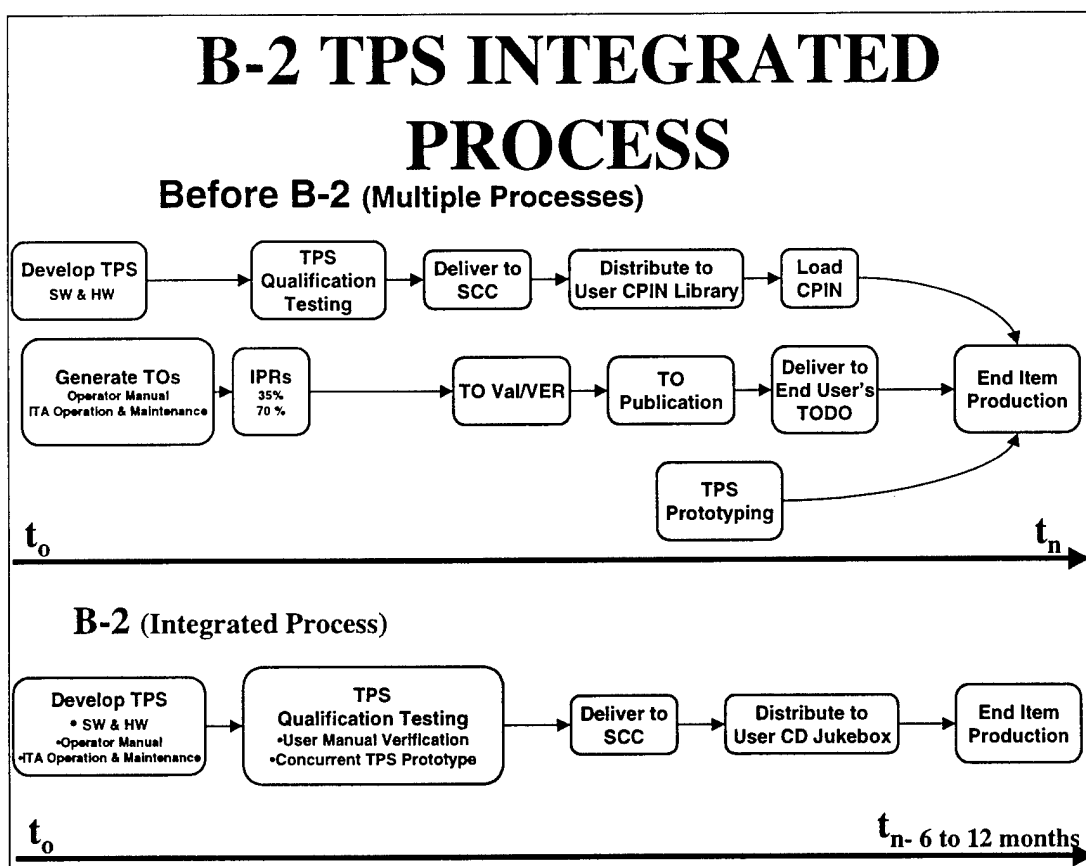 B-2 TPS INTEGRATED
PROCESS
Before B-2 (Multiple Processes)
Develop TPS
SW & HW
TPS
Qualification
Testing
Deliver to
SCC
Distribute to
User CPIN Library
Load
CPIN
Generate TOs
Operator Manual
ITA Operation & Maintenance
IPRs
35%
70 %
TO Val/VER
TO
Publication
Deliver to
End User's
TODO
End Item
Production
TPS
Prototyping
to
tn
B-2 (Integrated Process)
Develop TPS
• SW & HW
•Operator Manual
•ITA Operation & Maintenance
TPS
Qualification Testing
•User Manual Verification
•Concurrent TPS Prototype
Deliver to
SCC
Distribute to
User CD Jukebox
End Item
Production
to
tn- 6 to 12 months